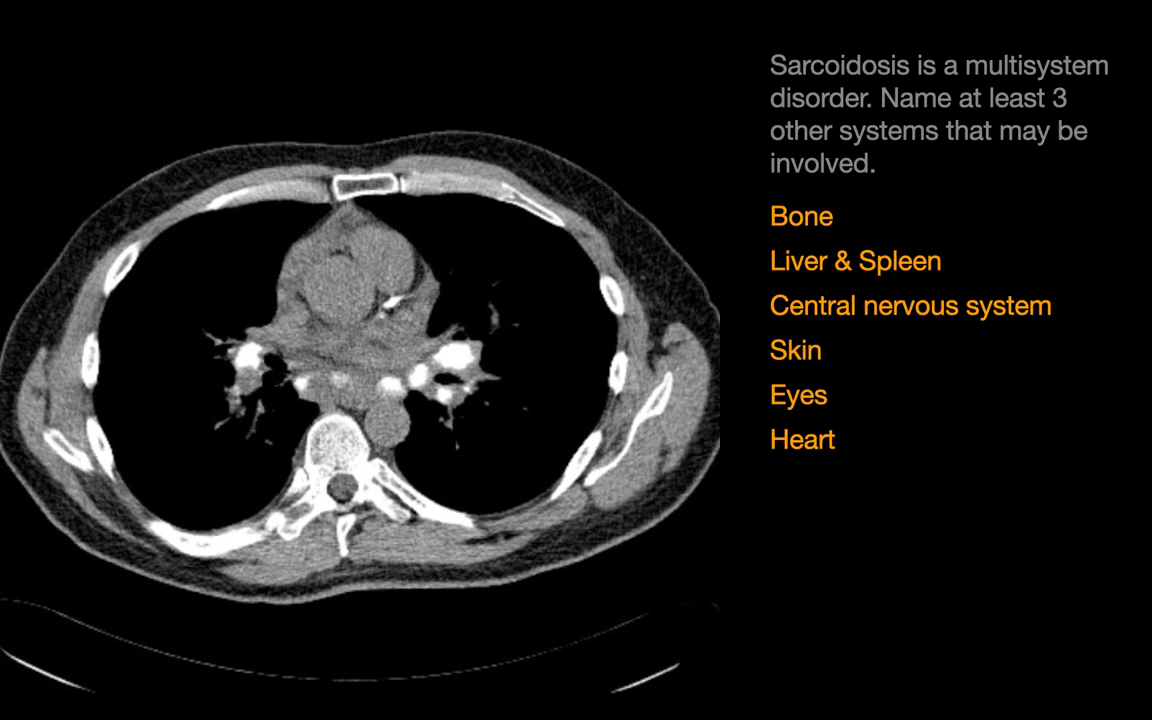 Sarcoidosis is a multisystem
disorder. Name at least 3
other systems that may be
involved.
Bone
Liver & Spleen
Central nervous system
Skin
Eyes
Heart